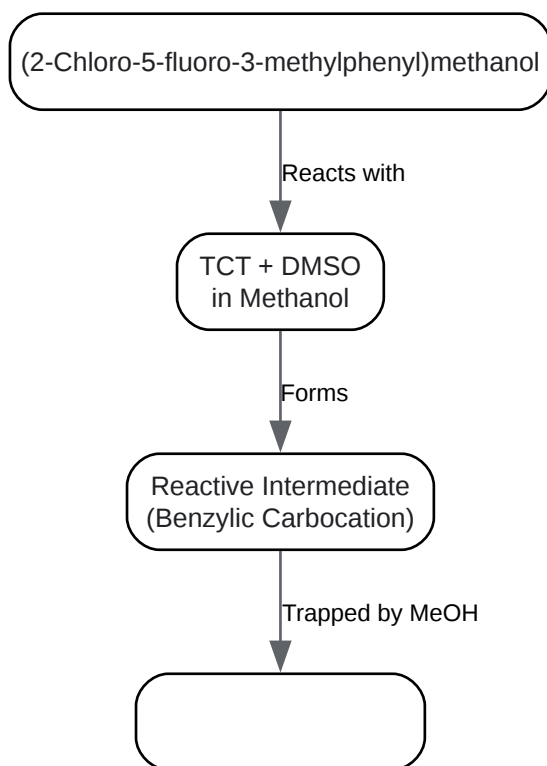 (2-Chloro-5-fluoro-3-methylphenyl)methanol
Reacts with
TCT + DMSO
in Methanol
Forms
Reactive Intermediate
(Benzylic Carbocation)
Trapped by MeOH